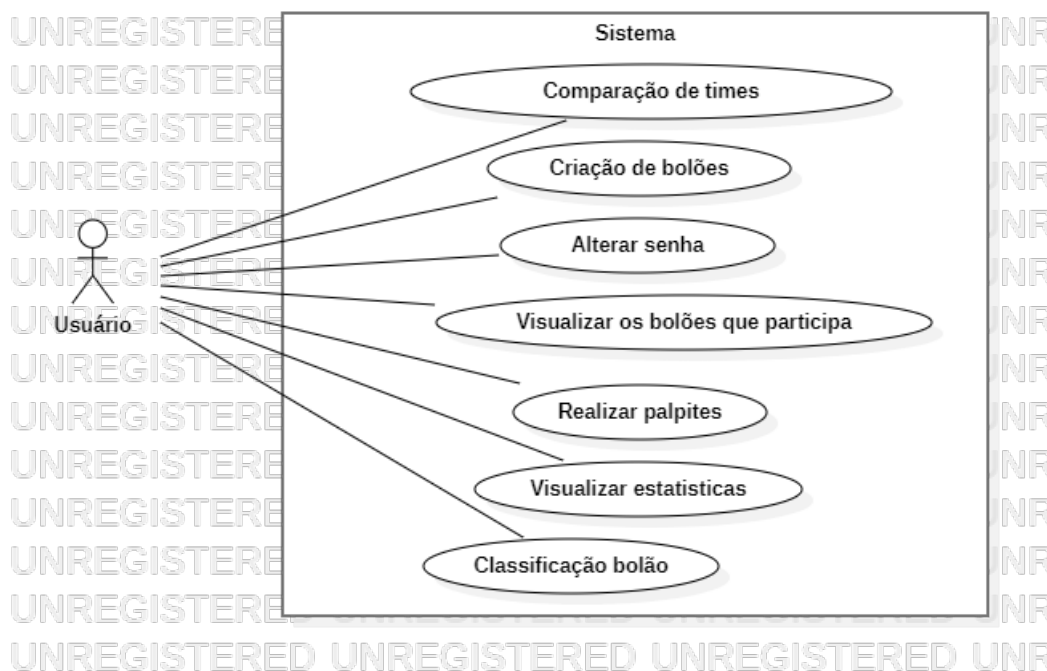 Sistema
Comparação de times
Criação de bolões
Alterar senha
Visualizar os bolões que participa
Usuário
Realizar palpites
Visualizar estatisticas
Classificação bolão
UNREGISTERED UNREGISTERED UNREGISTERED